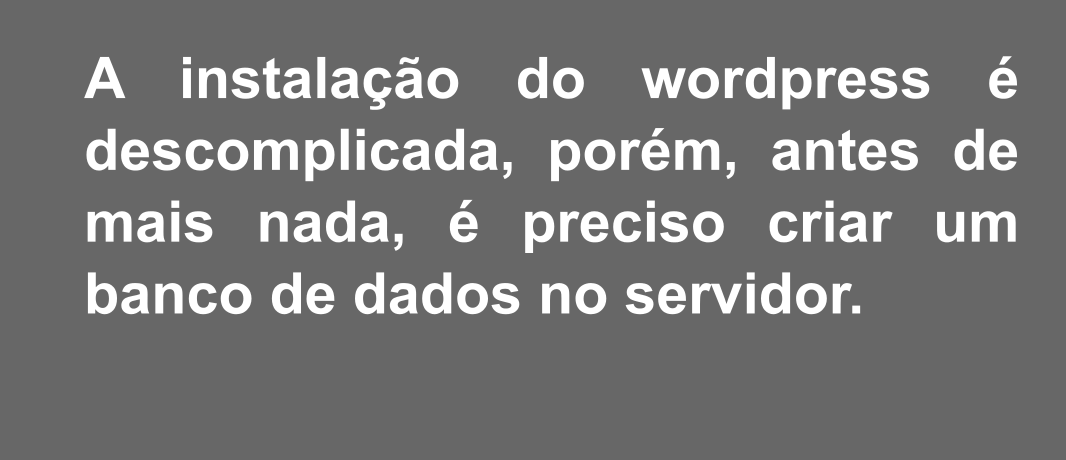 A instalação do wordpress é
descomplicada, porém, antes de
mais nada, é preciso criar um
banco de dados no servidor.